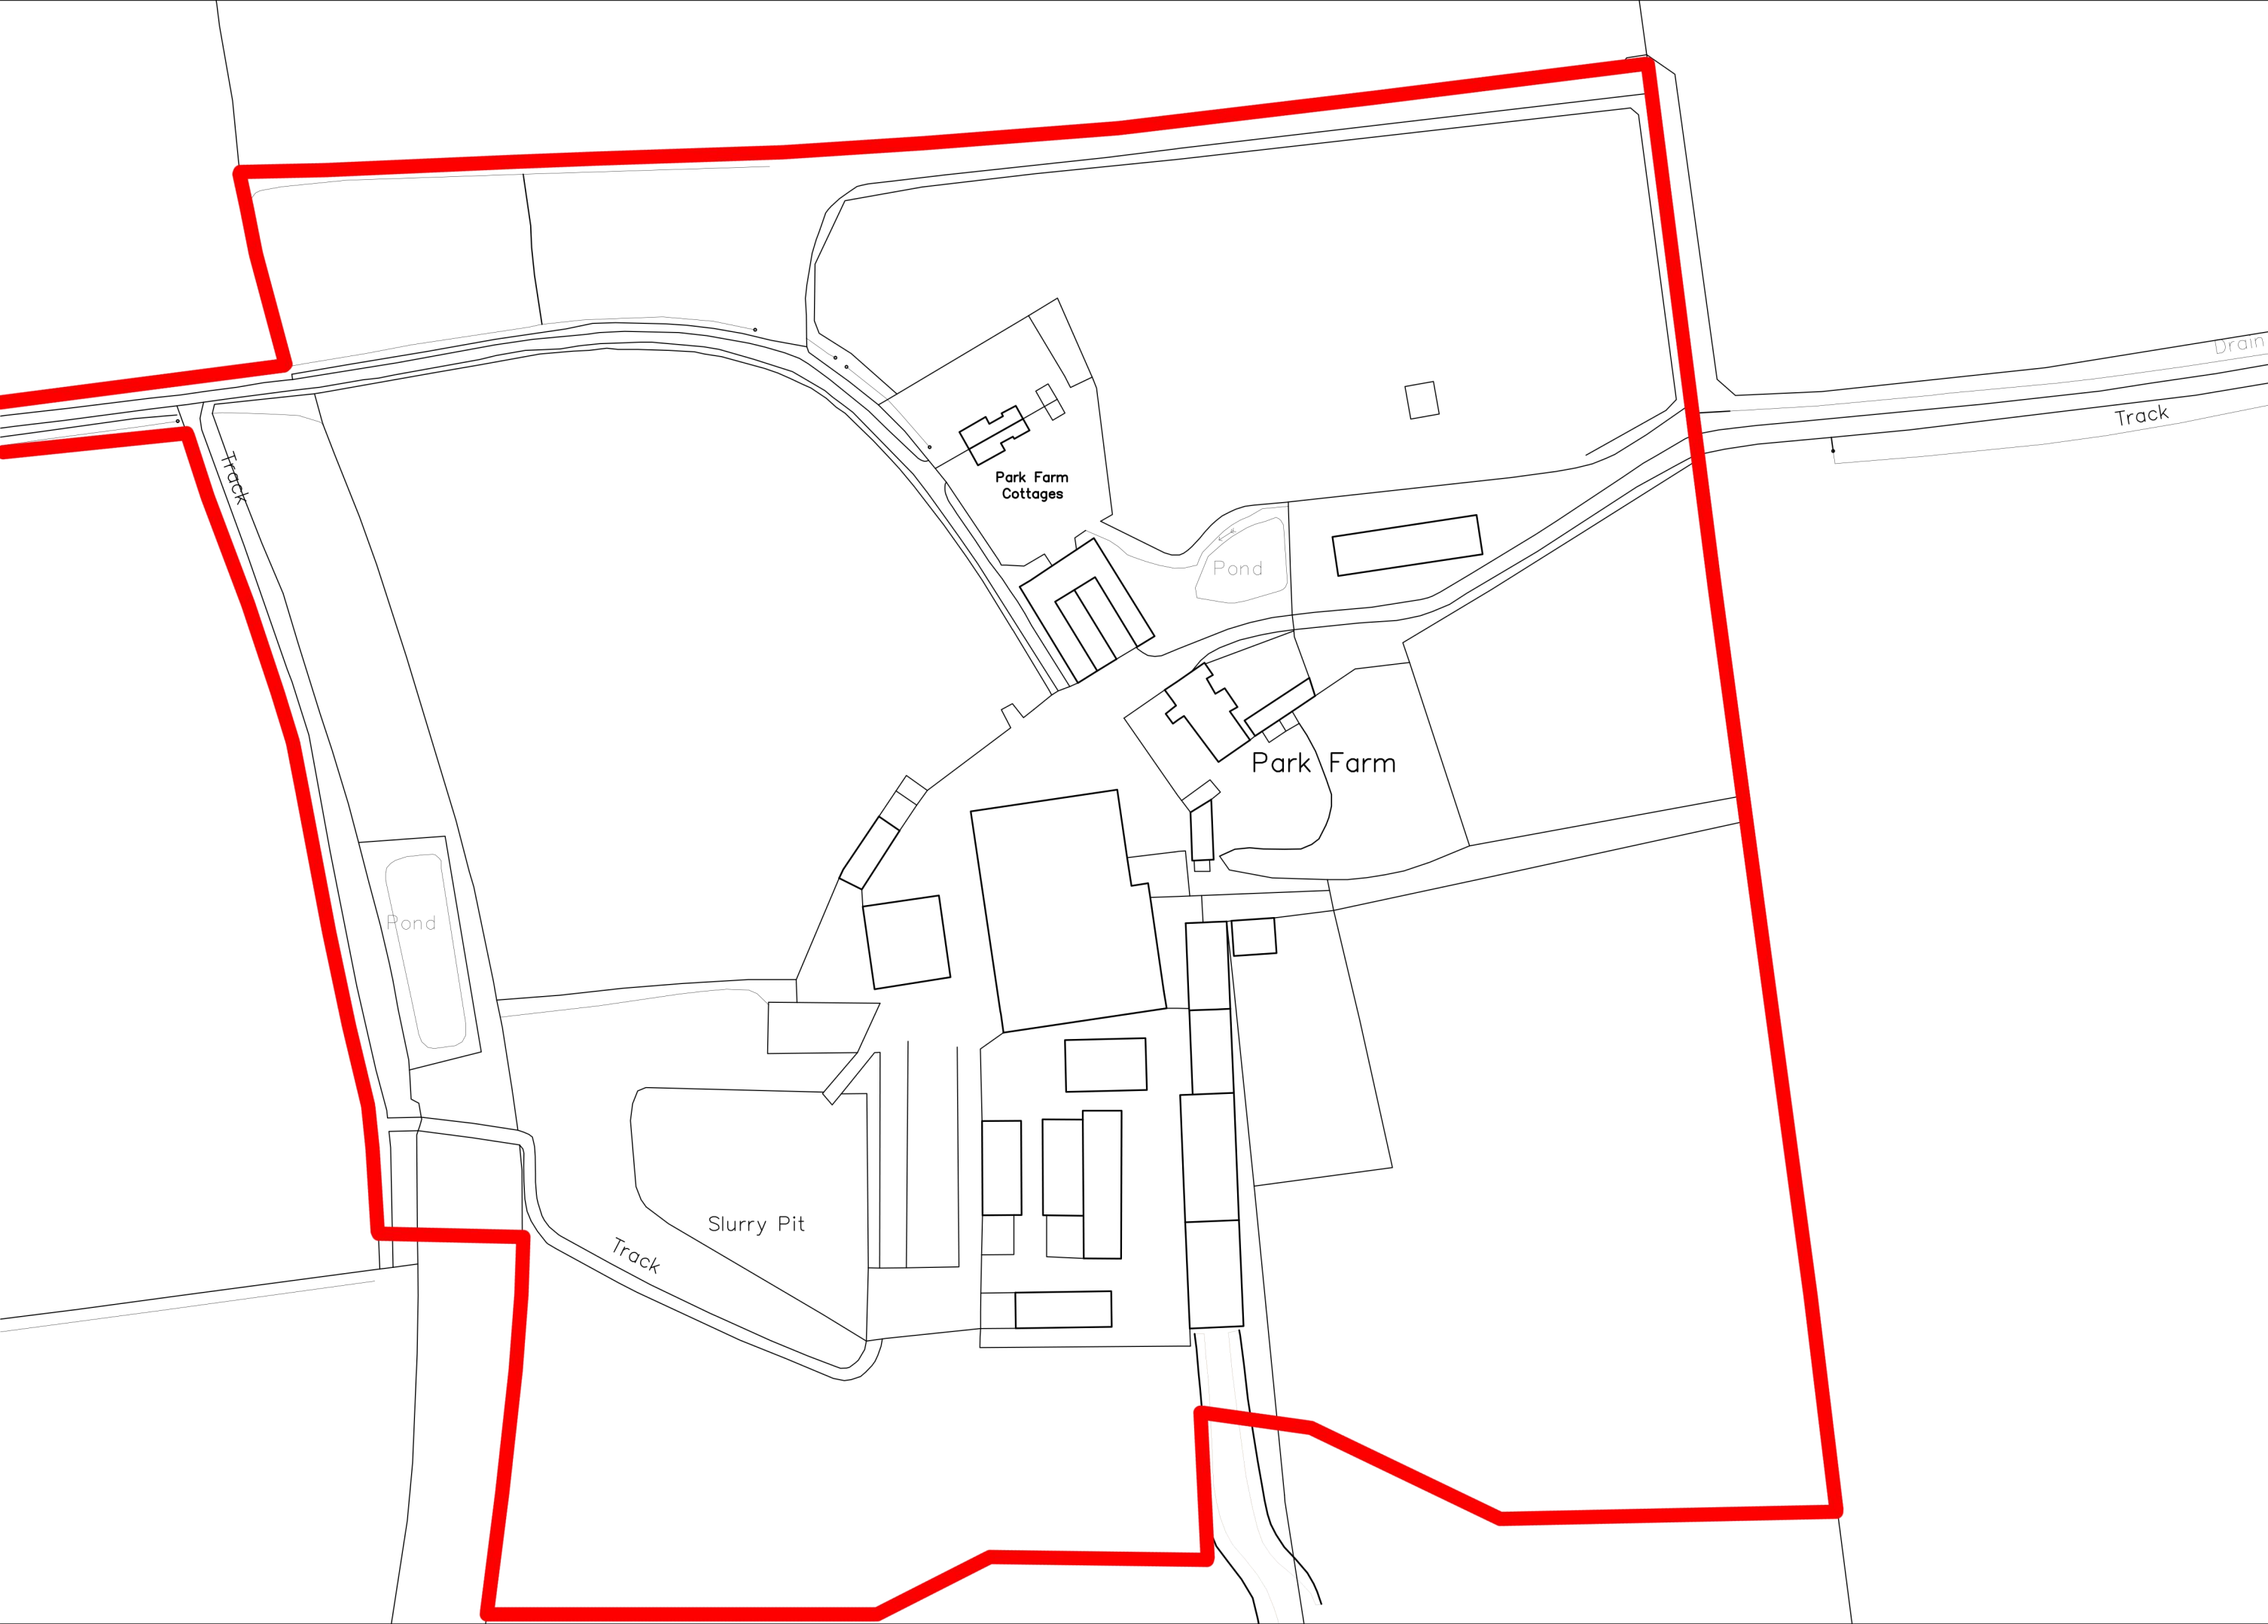 Drain
Track
Track
Park Farm
Cottages
Pond
Park Farm
Pond
Slurry Pit
Track